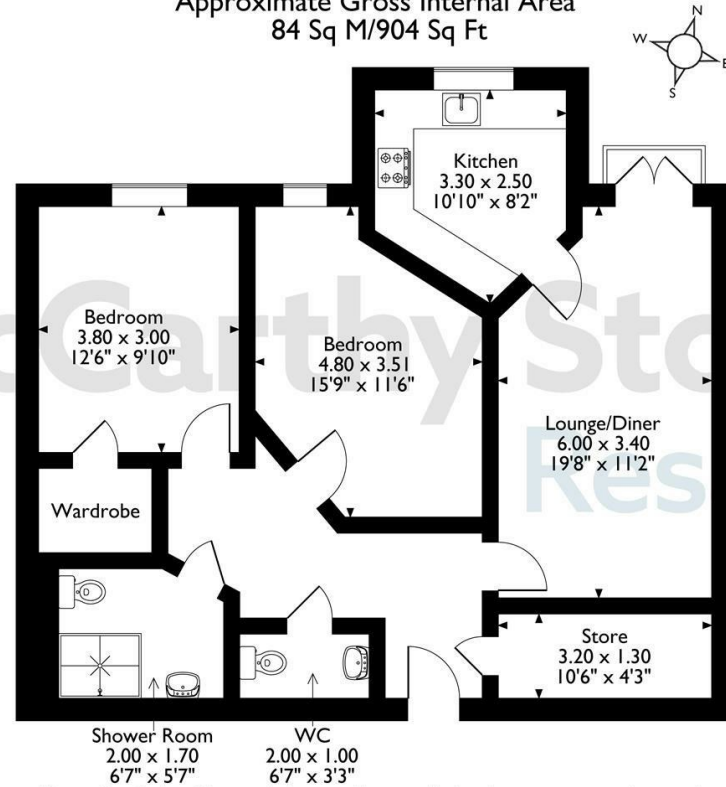 Approximate Gross Internal Area
84 Sq M/904 Sq Ft
N
W
E
S
Kitchen
3.30 x 2.50
10'10" x 8'2"
Bedroom
3.80 x 3.00
12'6" x 9'10"
Bedroom
4.80 x 3.51
15'9" x 11'6"
Lounge/Diner
6.00 x 3.40
19'8" x 11'2"
Wardrobe
Store
3.20 x 1.30
10'6" x 4'3"
Shower Room
2.00 x 1.70
6'7" x 5'7"
WC
2.00 x 1.00
6'7" x 3'3"
cCarthy Sto
Res